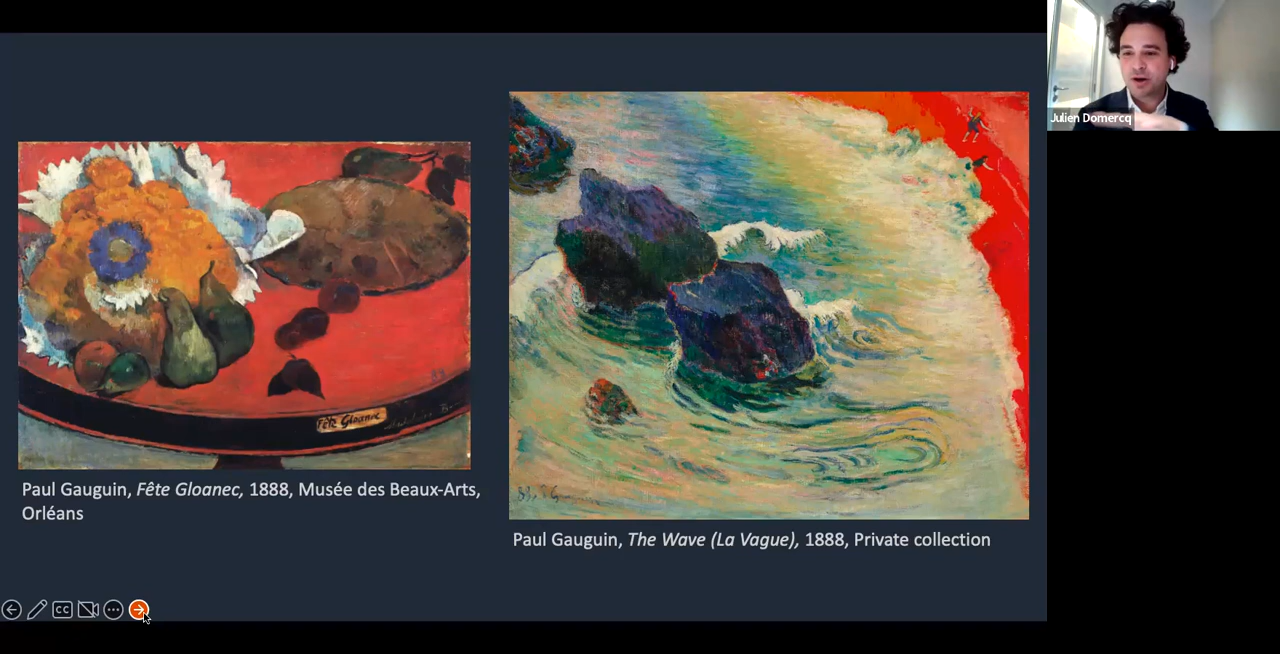 Fête Gloanec
Paul Gauguin, Fête Gloanec, 1888, Musée des Beaux-Arts,
Orléans
Paul Gauguin, The Wave (La Vague), 1888, Private collection
Julien Domercq
CC